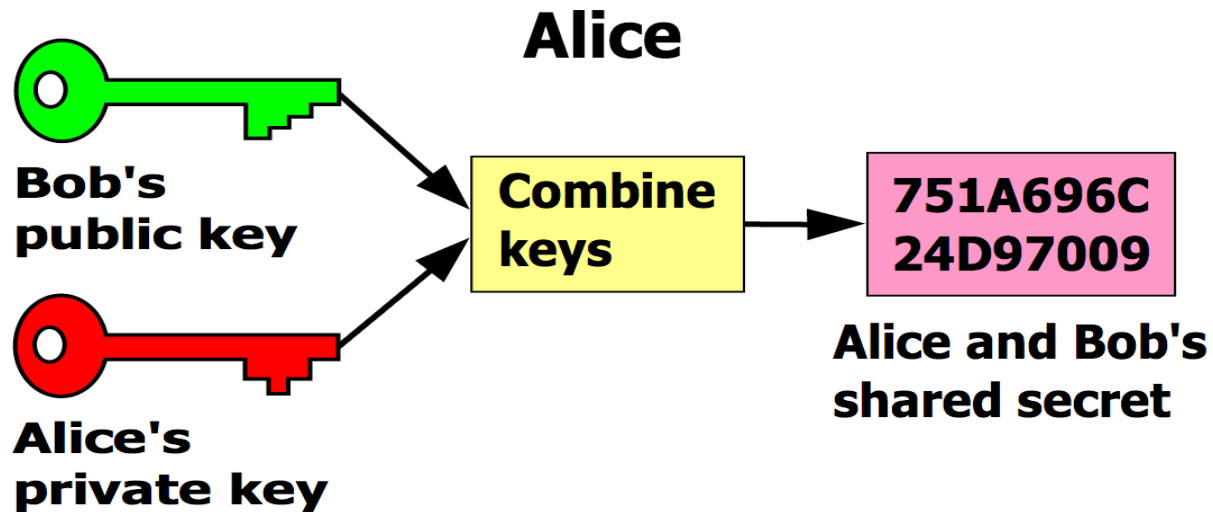 Alice
Bob's
public key
Combine
keys
751A696C
24D97009
Alice and Bob's
shared secret
Alice's
private key